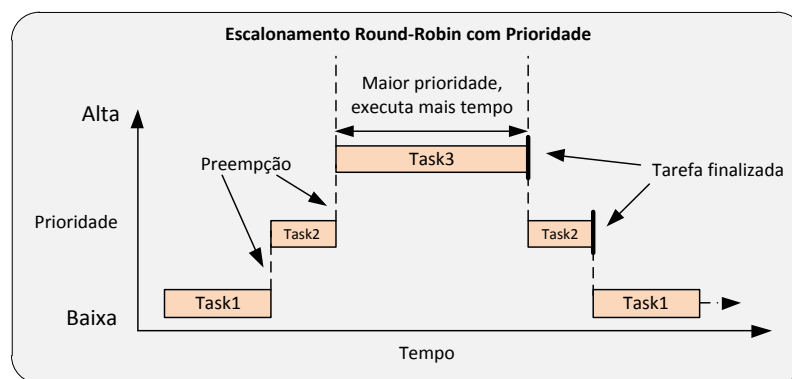 Escalonamento Round-Robin com Prioridade
Maior prioridade,
executa mais tempo
Alta
Task3
Preempção
Tarefa finalizada
Prioridade
Task2
Task2
Task1
Task1
Baixa
Tempo